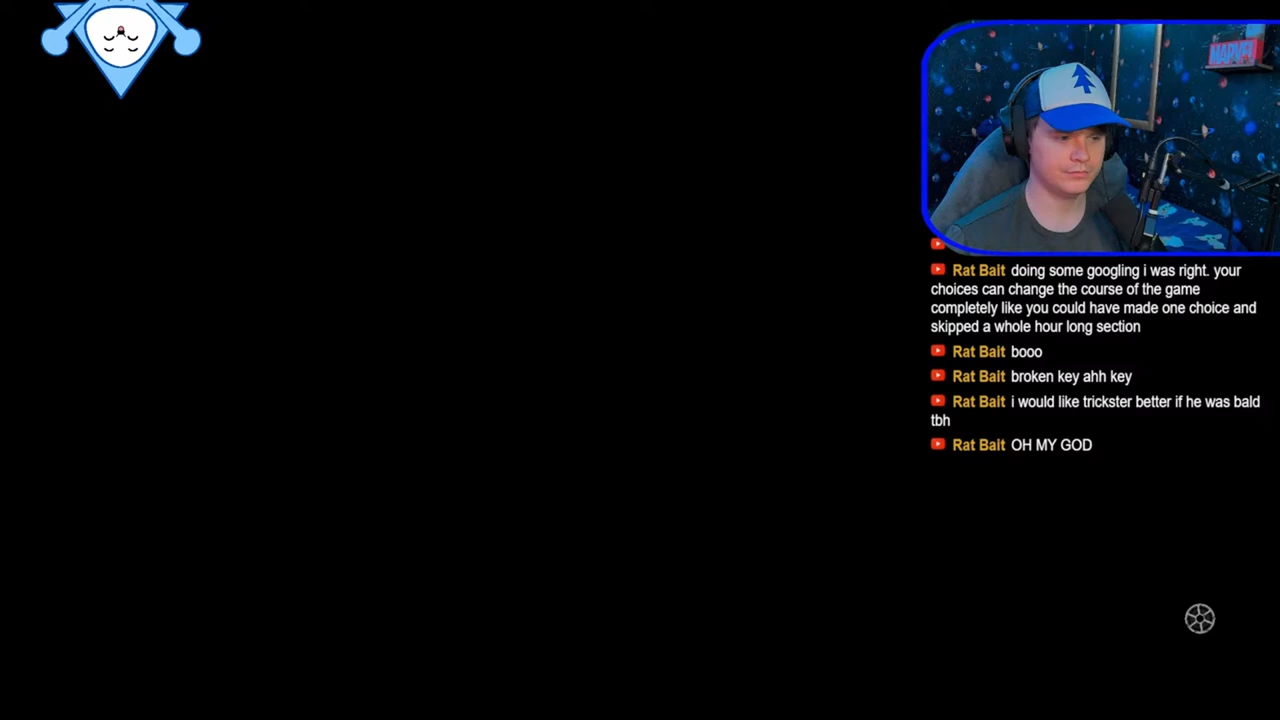 MARVEL
Rat Bait doing some googling i was right. your
choices can change the course of the game
completely like you could have made one choice and
skipped a whole hour long section
Rat Bait booo
Rat Bait broken key ahh key
Rat Bait i would like trickster better if he was bald
tbh
Rat Bait OH MY GOD